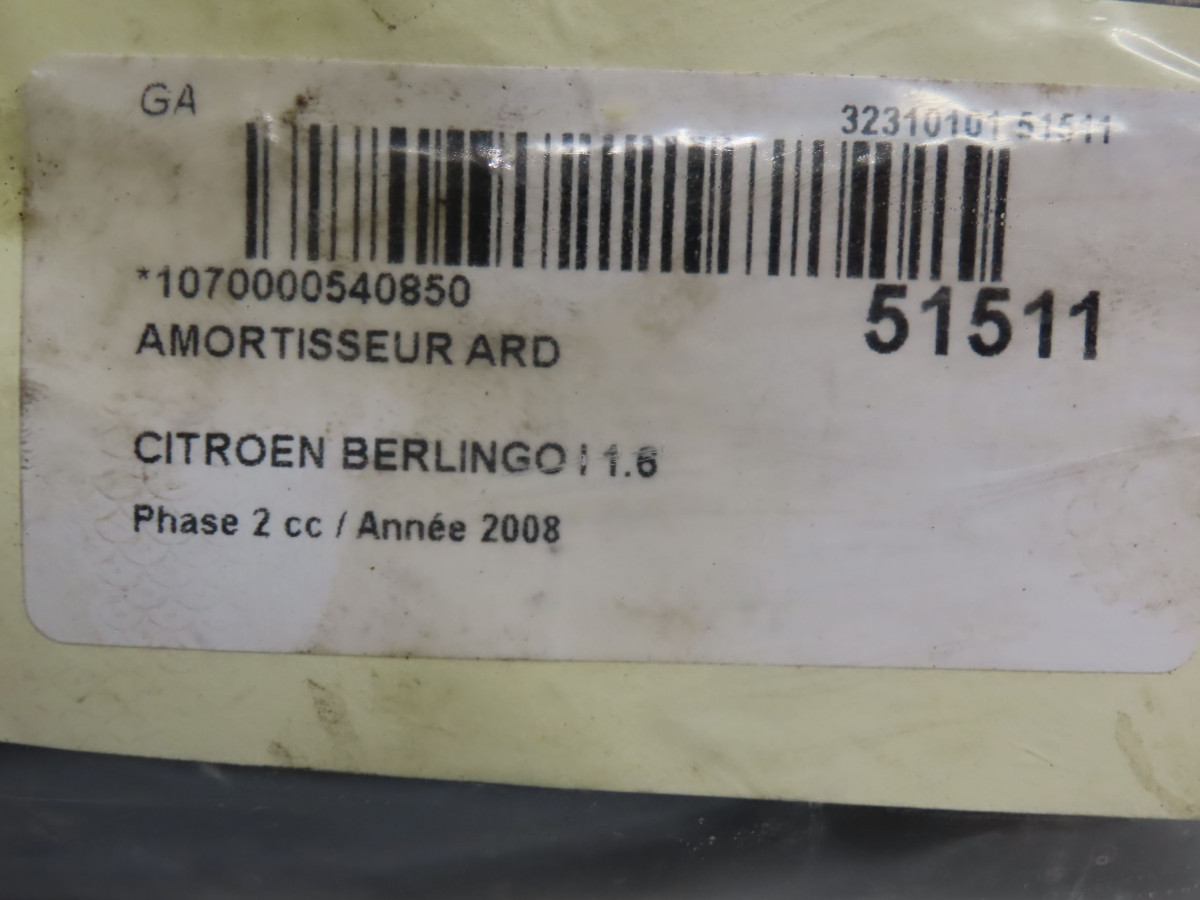 GA
32310101 51511
*1070000540850
51511
AMORTISSEUR ARD
CITROEN BERLINGO I 1.6
Phase 2 cc / Année 2008